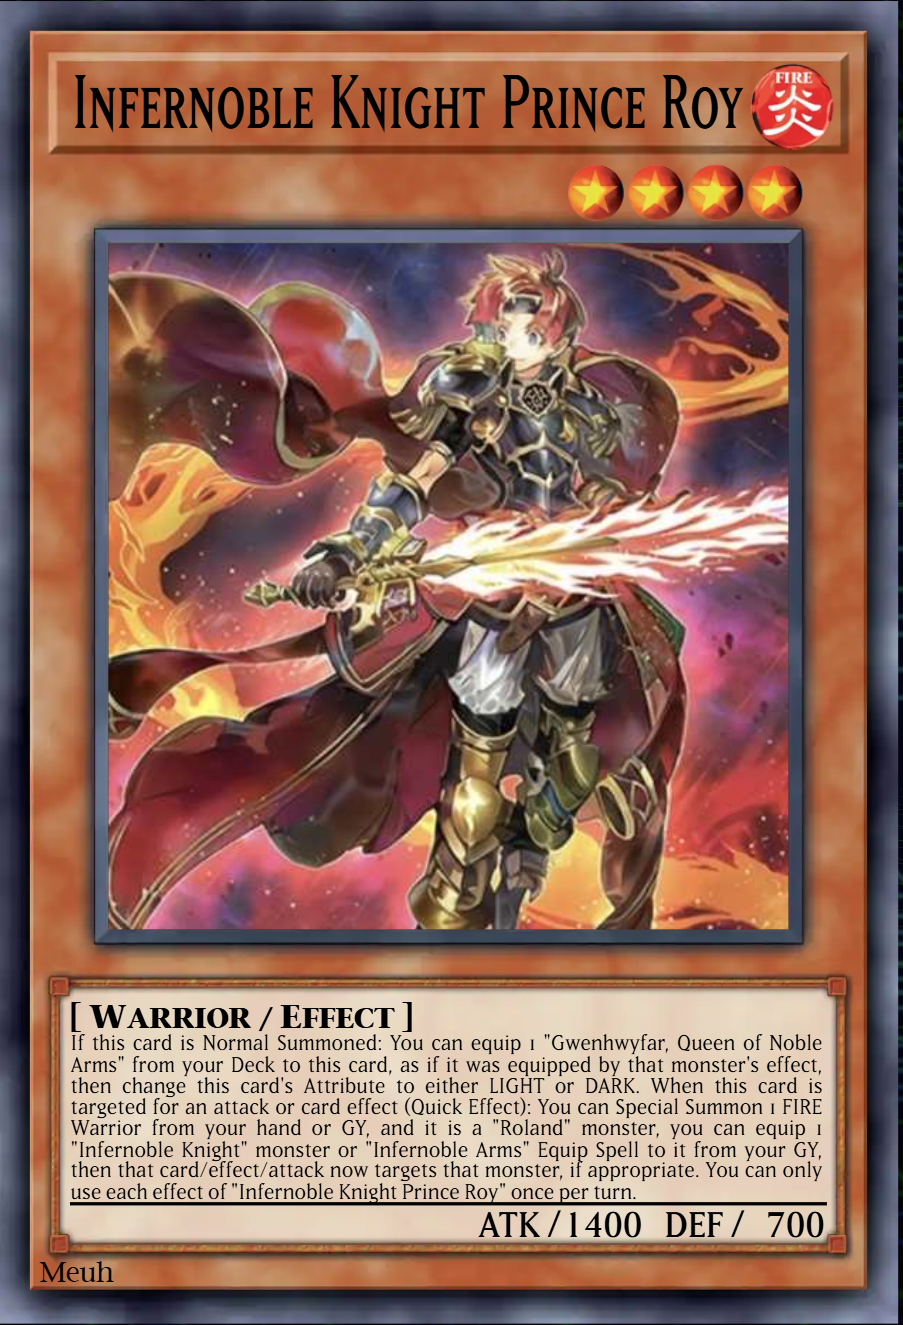 Infernoble Knight Prince Roy
FIRE
炎
[ Warrior / Effect ]
If this card is Normal Summoned: You can equip 1 "Gwenhwyfar, Queen of Noble
Arms" from your Deck to this card, as if it was equipped by that monster's effect,
then change this card's Attribute to either LIGHT or DARK. When this card is
targeted for an attack or card effect (Quick Effect): You can Special Summon 1 FIRE
Warrior from your hand or GY, and it is a "Roland" monster, you can equip 1
"Infernoble Knight" monster or "Infernoble Arms" Equip Spell to it from your GY,
then that card/effect/attack now targets that monster, if appropriate. You can only
use each effect of "Infernoble Knight Prince Roy" once per turn.
ATK / 1400 DEF / 700
Meuh